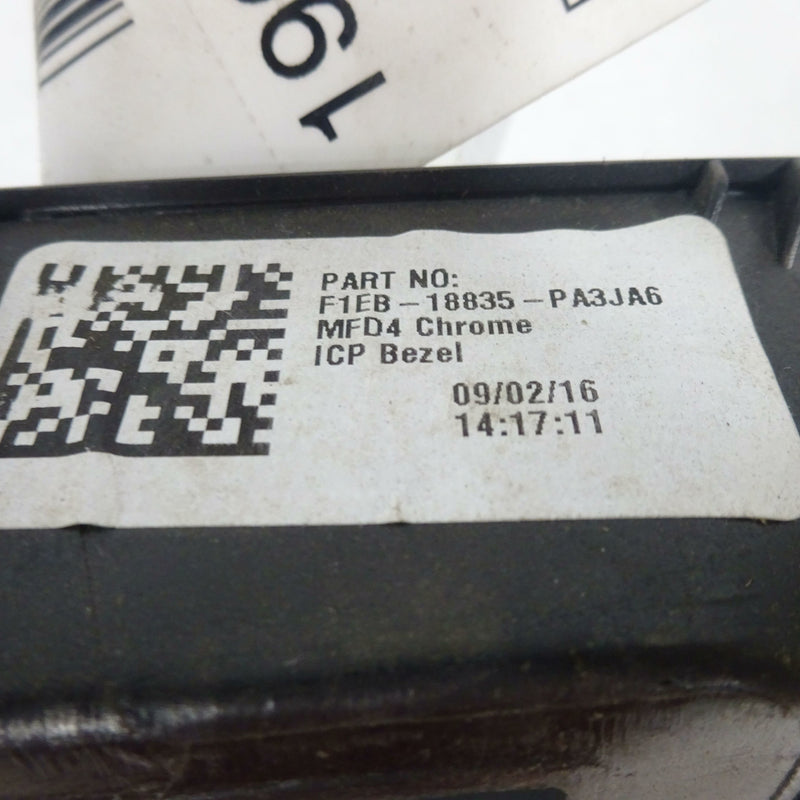 PART NO:
F1EB-18835-PA3JA6
MFD4 Chrome
ICP Bezel
09/02/16
14:17:11